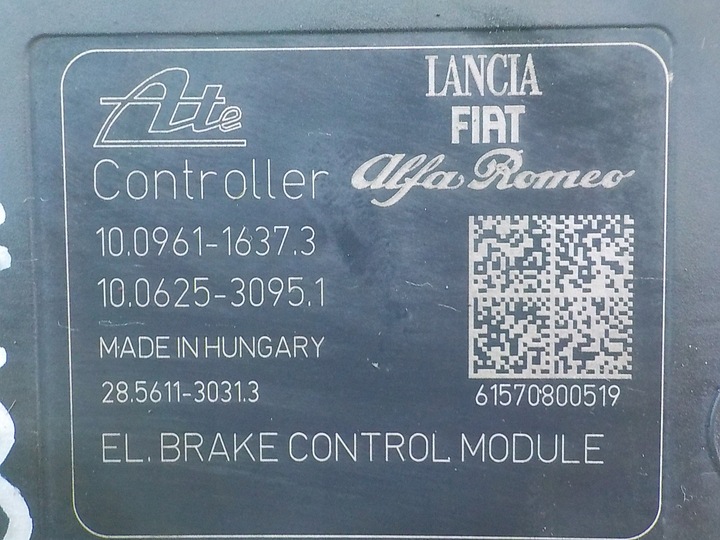 Ate
LANCIA
FIAT
Alfa Romeo
Controller
10.0961-1637.3
10.0625-3095.1
MADE IN HUNGARY
28.5611-3031.3
61570800519
EL. BRAKE CONTROL MODULE